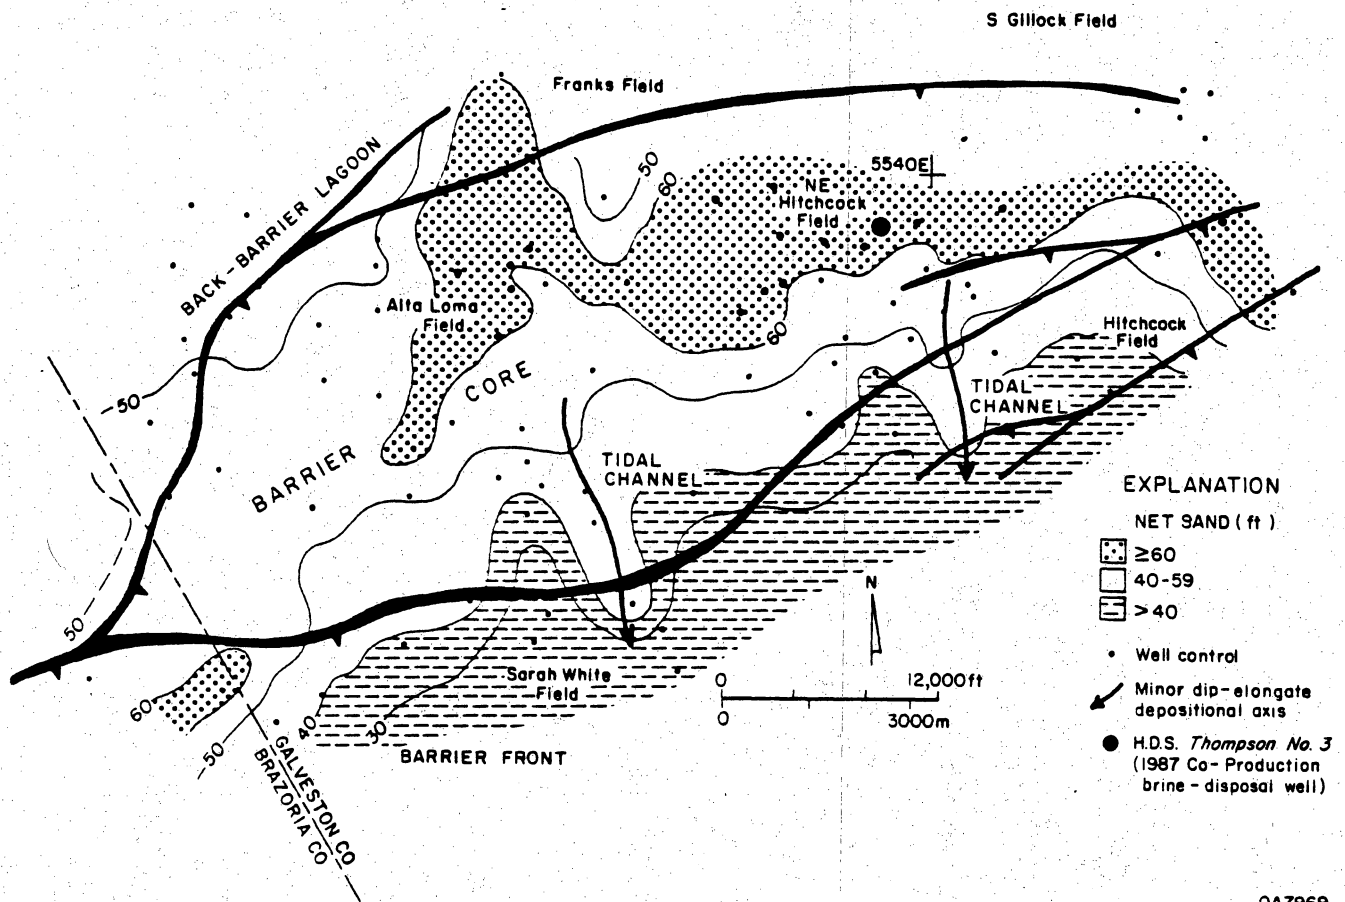 S Gillock Field
Franks Field
BACK-BARRIER LAGOON
50
60
5540E
NE
Hitchcock
Field
Alta Loma
Field
60
Hitchcock
Field
50
CORE
BARRIER
TIDAL
CHANNEL
TIDAL
CHANNEL
50
60
50
40
30
Sarah White
Field
BARRIER FRONT
GALVESTON CO
BRAZORIA CO
N
0 12,000ft
0 3000m
EXPLANATION
NET SAND (ft)
≥60
40-59
>40
Well control
Minor dip-elongate
depositional axis
H.D.S. Thompson No. 3
(1987 Co-Production
brine-disposal well)